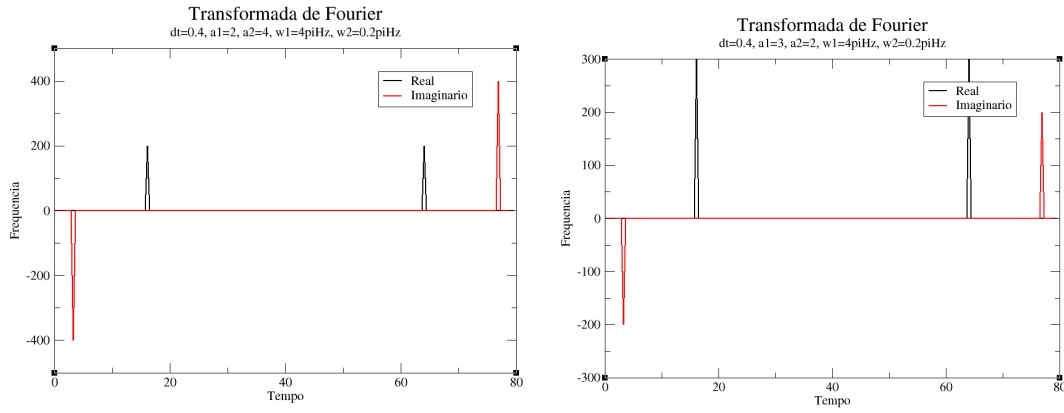 Transformada de Fourier
dt=0.4, a1=2, a2=4, w1=4piHz, w2=0.2piHz
Real
Imaginario
400
200
0
-200
-400
Frequencia
0
20
40
60
80
Tempo
Transformada de Fourier
dt=0.4, a1=3, a2=2, w1=4piHz, w2=0.2piHz
Real
Imaginario
300
200
100
0
-100
-200
-300
Frequencia
0
20
40
60
80
Tempo